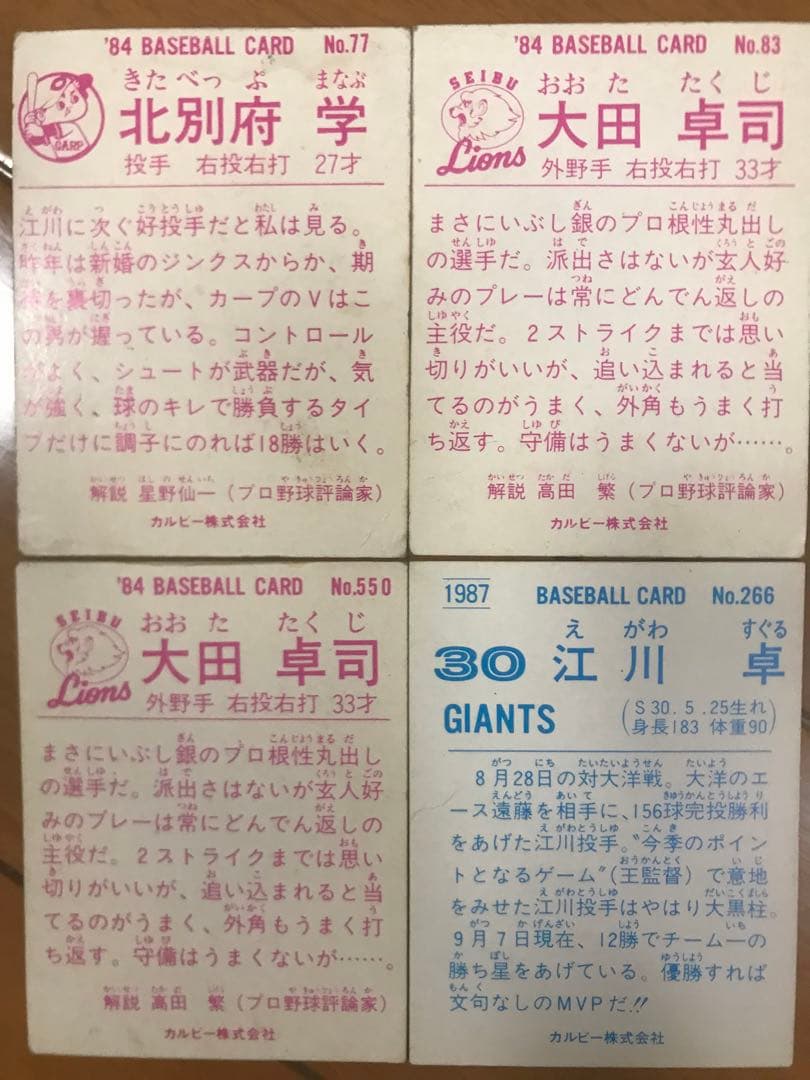 '84 BASEBALL CARD No.77
きたべっぷ まなぶ
北別府 学
CARP
投手 右投右打 27才
江川に次ぐ好投手だと私は見る。
昨年は新婚のジンクスからか、期
待を裏切ったが、カープのVはこ
の男が握っている。コントロール
がよく、シュートが武器だが、気
が強く、球のキレで勝負するタイ
プだけに調子にのれば18勝はいく。
解説 星野仙一(プロ野球評論家)
カルビー株式会社
'84 BASEBALL CARD No.83
SEIBU
Lions
おおた たくじ
大田 卓司
外野手 右投右打 33才
まさにいぶし銀のプロ根性丸出し
の選手だ。派出さはないが玄人好
みのプレーは常にどんでん返しの
主役だ。2ストライクまでは思い
切りがいいが、追い込まれると当
てるのがうまく、外角もうまく打
ち返す。守備はうまくないが……。
解説 高田 繁(プロ野球評論家)
カルビー株式会社
'84 BASEBALL CARD No.550
SEIBU
Lions
おおた たくじ
大田 卓司
外野手 右投右打 33才
まさにいぶし銀のプロ根性丸出し
の選手だ。派出さはないが玄人好
みのプレーは常にどんでん返しの
主役だ。2ストライクまでは思い
切りがいいが、追い込まれると当
てるのがうまく、外角もうまく打
ち返す。守備はうまくないが……。
解説 高田 繁(プロ野球評論家)
カルビー株式会社
1987 BASEBALL CARD No.266
えがわ すぐる
30 江川 卓
GIANTS
(S30.5.25生れ
身長183 体重90)
8月28日の対大洋戦。大洋のエ
ース遠藤を相手に、156球完投勝利
をあげた江川投手。〝今季のポイン
トとなるゲーム〞(王監督)で意地
をみせた江川投手はやはり大黒柱。
9月7日現在、12勝でチーム一の
勝ち星をあげている。優勝すれば
文句なしのMVPだ!!
カルビー株式会社